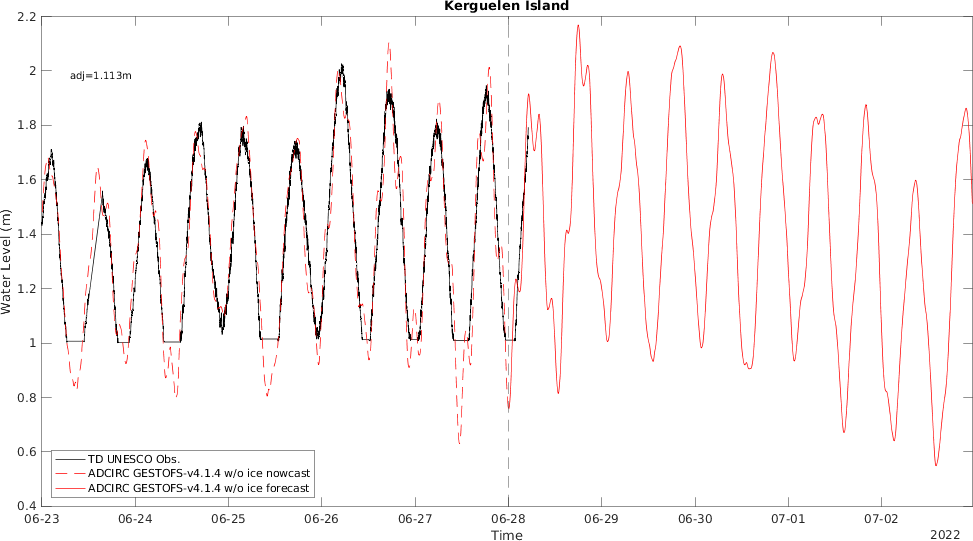 Kerguelen Island
adj=1.113m
Water Level (m)
2.2
2
1.8
1.6
1.4
1.2
1
0.8
0.6
0.4
TD UNESCO Obs.
ADCIRC GESTOFS-v4.1.4 w/o ice nowcast
ADCIRC GESTOFS-v4.1.4 w/o ice forecast
06-23 06-24 06-25 06-26 06-27 06-28 06-29 06-30 07-01 07-02
Time
2022